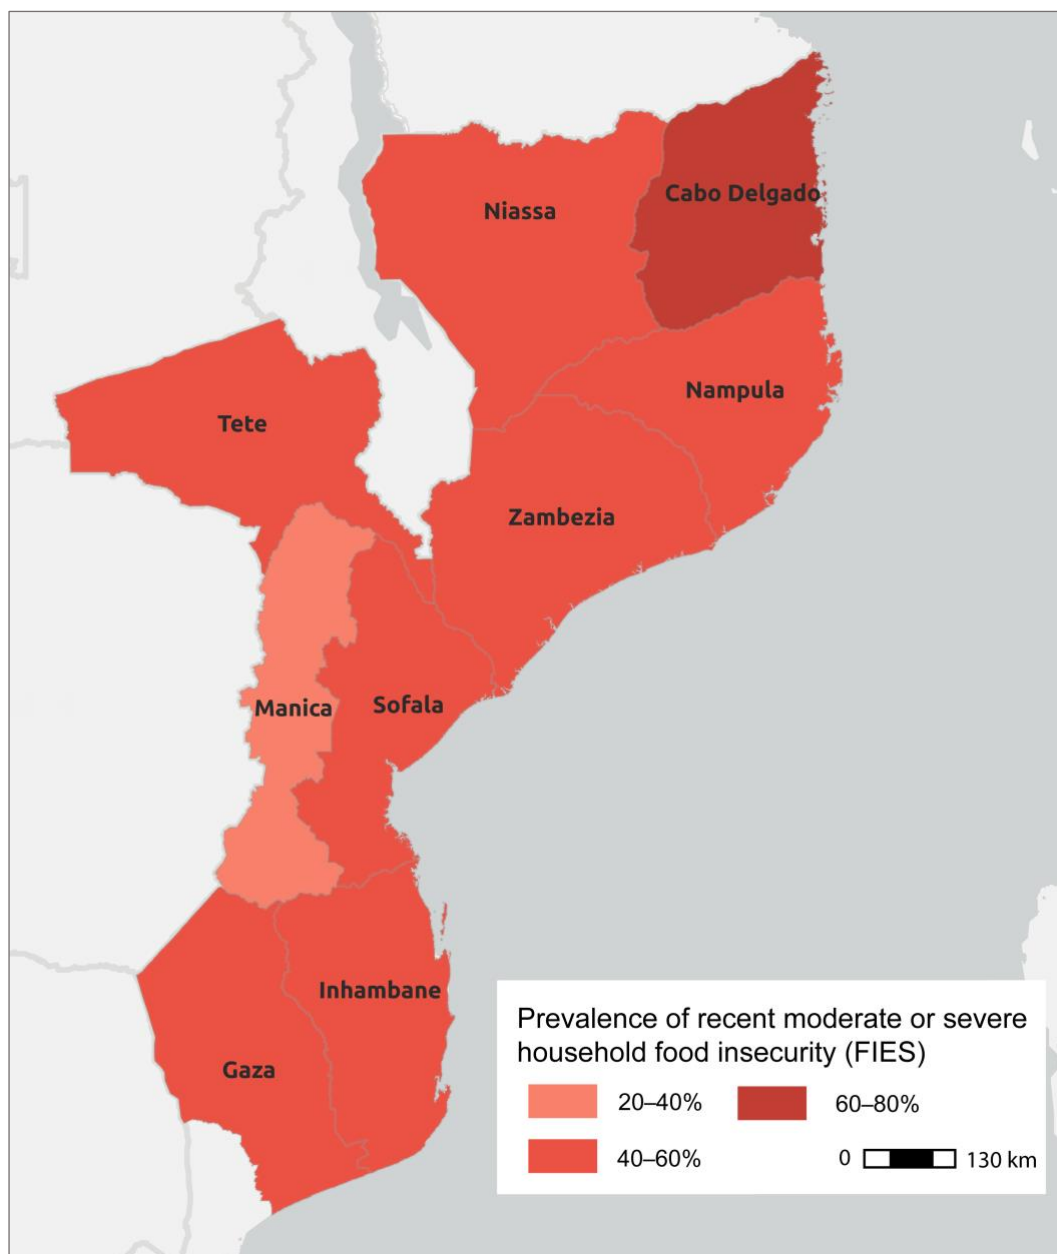 Cabo Delgado
Niassa
Nampula
Tete
Zambezia
Manica
Sofala
Inhambane
Gaza
Prevalence of recent moderate or severe
household food insecurity (FIES)
20–40%
60–80%
40–60%
0
130 km